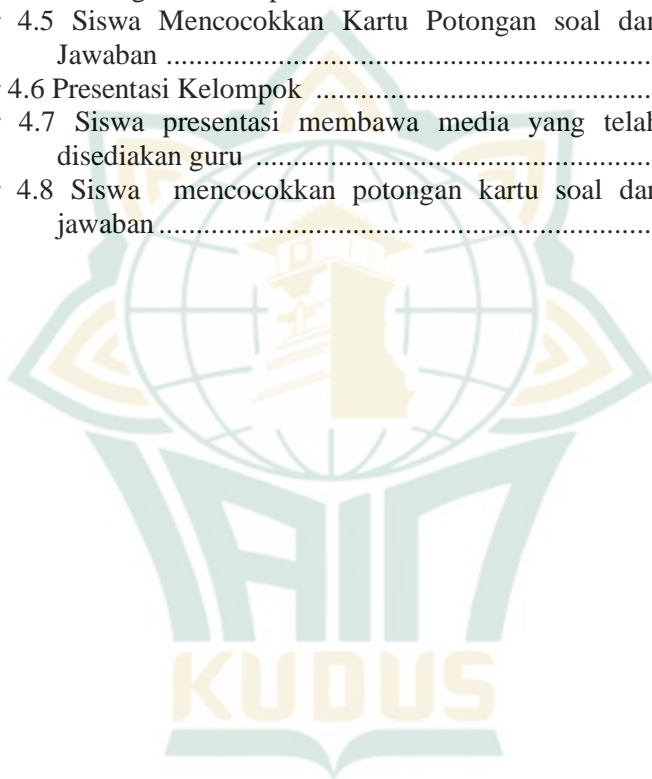 4.5 Siswa Mencocokkan Kartu Potongan soal dan
Jawaban ..........................................................................
4.6 Presentasi Kelompok ....................................................
4.7 Siswa presentasi membawa media yang telah
disediakan guru ............................................................
4.8 Siswa mencocokkan potongan kartu soal dan
jawaban ...........................................................................
IAIN
KUDUS